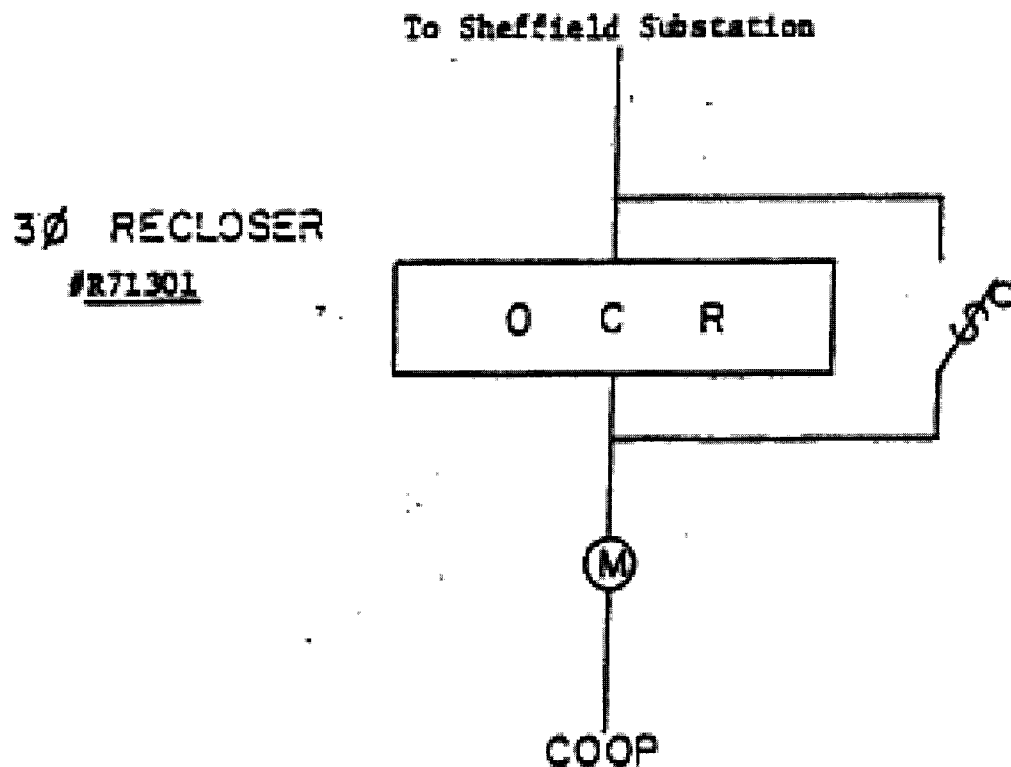 To Sheffield Substation
3Ø RECLOSER
#R71301
O C R
M
COOP